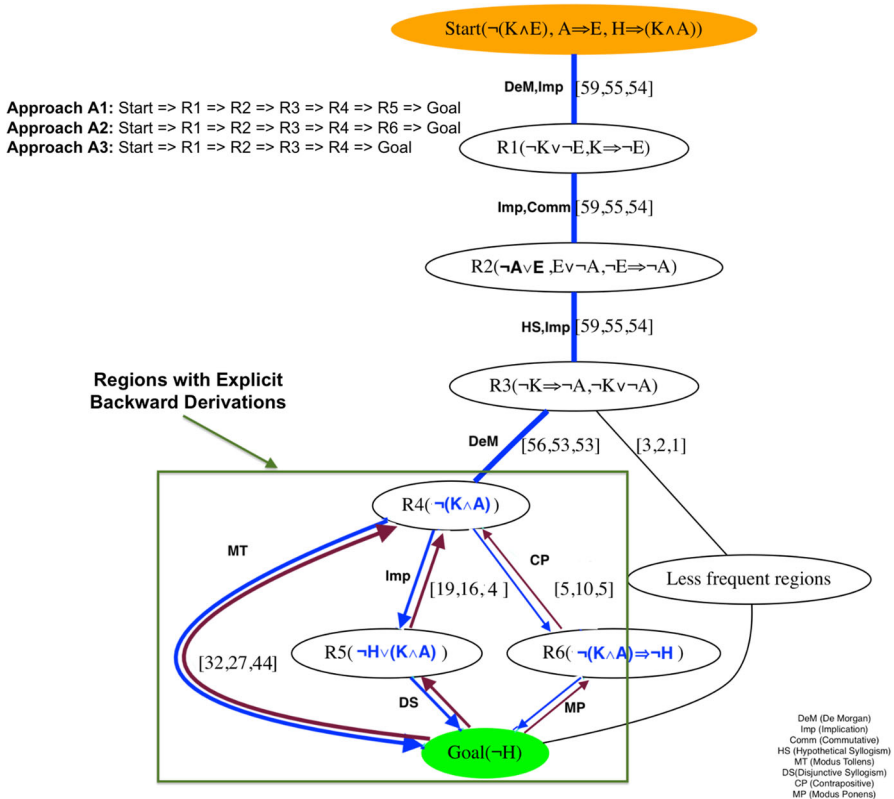 Start(¬(K∧E), A⇒E, H⇒(K∧A))
DeM,Imp [59,55,54]
Approach A1: Start => R1 => R2 => R3 => R4 => R5 => Goal
Approach A2: Start => R1 => R2 => R3 => R4 => R6 => Goal
Approach A3: Start => R1 => R2 => R3 => R4 => Goal
R1(¬K∨¬E,K⇒¬E)
Imp,Comm [59,55,54]
R2(¬A∨E ,E∨¬A,¬E⇒¬A)
HS,Imp [59,55,54]
Regions with Explicit
Backward Derivations
R3(¬K⇒¬A,¬K∨¬A)
DeM [56,53,53] [3,2,1]
R4(¬(K∧A) )
MT
Imp
CP
[19,16,4 ]
[5,10,5]
Less frequent regions
R5( ¬H∨(K∧A) )
R6( ¬(K∧A)⇒¬H )
[32,27,44]
DS
MP
Goal(¬H)
DeM (De Morgan)
Imp (Implication)
Comm (Commutative)
HS (Hypothetical Syllogism)
MT (Modus Tollens)
DS(Disjunctive Syllogism)
CP (Contrapositive)
MP (Modus Ponens)